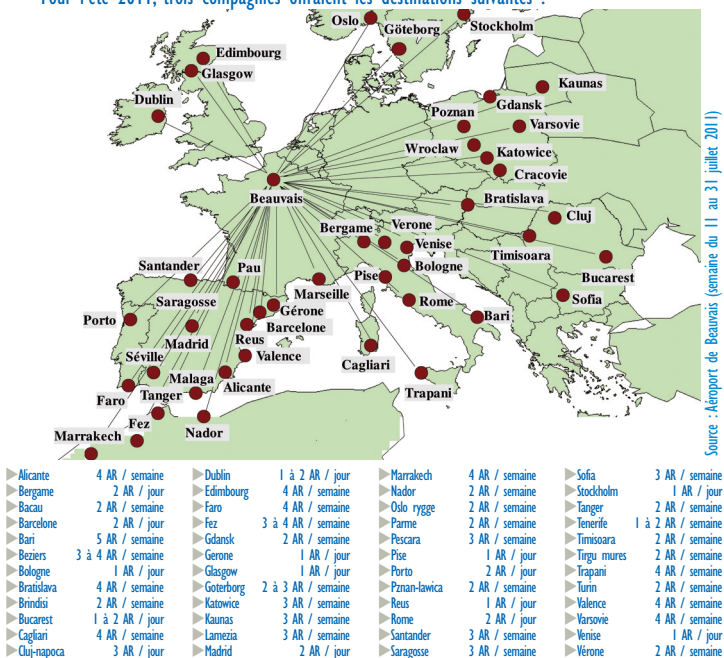 Pour l'été 2011, trois compagnies offraient les destinations suivantes :
Oslo
Göteborg
Stockholm
Edimbourg
Glasgow
Dublin
Kaunas
Gdansk
Poznan
Varsovie
Wroclaw
Katowice
Cracovie
Beauvais
Bratislava
Cluj
Bergame
Verone
Venise
Timisoara
Bologne
Bucarest
Santander
Pau
Marseille
Pise
Rome
Sofia
Saragosse
Gérone
Bari
Porto
Barcelone
Madrid
Reus
Valence
Cagliari
Séville
Malaga
Alicante
Trapani
Faro
Tanger
Fez
Nador
Marrakech
Source : Aéroport de Beauvais (semaine du 11 au 31 juillet 2011)
Alicante 4 AR / semaine
Bergame 2 AR / jour
Bacau 2 AR / semaine
Barcelone 2 AR / jour
Bari 5 AR / semaine
Beziers 3 à 4 AR / semaine
Bologne 1 AR / jour
Bratislava 4 AR / semaine
Brindisi 2 AR / semaine
Bucarest 1 à 2 AR / jour
Cagliari 4 AR / semaine
Cluj-napoca 3 AR / jour
Dublin 1 à 2 AR / jour
Edimbourg 4 AR / semaine
Faro 4 AR / semaine
Fez 3 à 4 AR / semaine
Gdansk 2 AR / semaine
Gerone 1 AR / jour
Glasgow 1 AR / jour
Goterborg 2 à 3 AR / semaine
Katowice 3 AR / semaine
Kaunas 3 AR / semaine
Lamezia 3 AR / semaine
Madrid 2 AR / jour
Marrakech 4 AR / semaine
Nador 2 AR / semaine
Oslo rygge 2 AR / semaine
Parme 2 AR / semaine
Pescara 3 AR / semaine
Pise 1 AR / jour
Porto 2 AR / jour
Pznan-lawica 2 AR / semaine
Reus 1 AR / jour
Rome 2 AR / jour
Santander 3 AR / semaine
Saragosse 3 AR / semaine
Sofia 3 AR / semaine
Stockholm 1 AR / jour
Tanger 2 AR / semaine
Tenerife 1 à 2 AR / semaine
Timisoara 2 AR / semaine
Tirgu mures 2 AR / semaine
Trapani 4 AR / semaine
Turin 2 AR / semaine
Valence 4 AR / semaine
Varsovie 4 AR / semaine
Venise 1 AR / jour
Vérone 2 AR / semaine